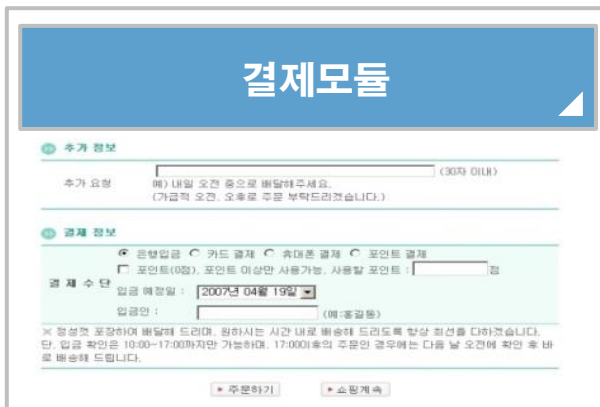 결제모듈
추가 정보
(30자 이내)
추가 요청
예) 내일 오전 중으로 배달해주세요.
(가급적 오전, 오후로 주문 부탁드리겠습니다.)
결제 정보
은행입금 카드 결제 휴대폰 결제 포인트 결제
포인트(0점), 포인트 이상만 사용가능, 사용할 포인트 : 점
결 제 수 단
입금 예정일 : 2007년 04월 19일
입금인 : (예:홍길동)
※ 정성껏 포장하여 배달해 드리며, 원하시는 시간 내로 배송해 드리도록 항상 최선를 다하겠습니다.
단, 입금 확인은 10:00~17:00까지만 가능하며, 17:00이후의 주문인 경우에는 다음 날 오전에 확인 후 바
로 배송해 드립니다.
주문하기 쇼핑계속